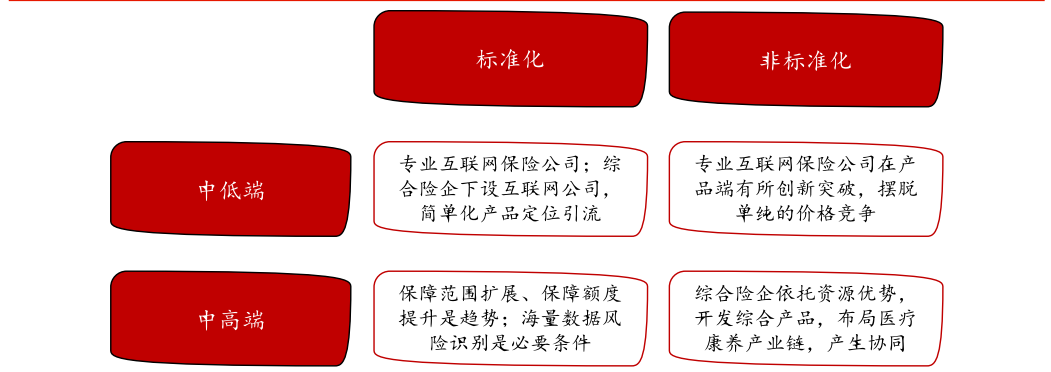 标准化
非标准化
中低端
专业互联网保险公司；综
合险企下设互联网公司，
简单化产品定位引流
专业互联网保险公司在产
品端有所创新突破，摆脱
单纯的价格竞争
中高端
保障范围扩展、保障额度
提升是趋势；海量数据风
险识别是必要条件
综合险企依托资源优势，
开发综合产品，布局医疗
康养产业链，产生协同